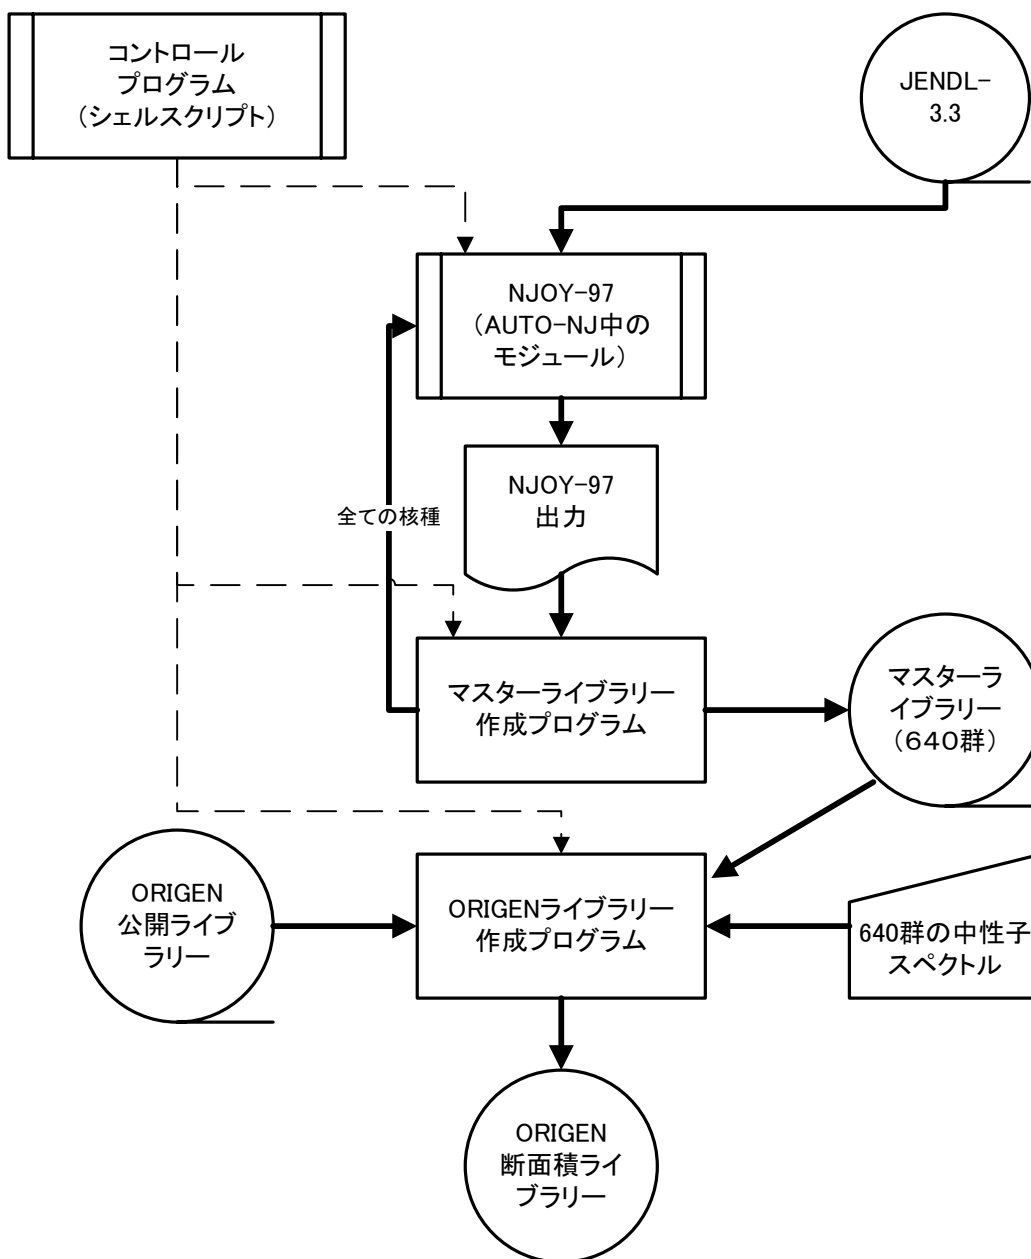 コントロール
プログラム
（シェルスクリプト）
JENDL-
3.3
NJOY-97
（AUTO-NJ中の
モジュール）
NJOY-97
出力
全ての核種
マスターライブラリー
作成プログラム
マスターラ
イブラリー
（６４０群）
ORIGEN
公開ライブ
ラリー
ORIGENライブラリー
作成プログラム
640群の中性子
スペクトル
ORIGEN
断面積ライ
ブラリー